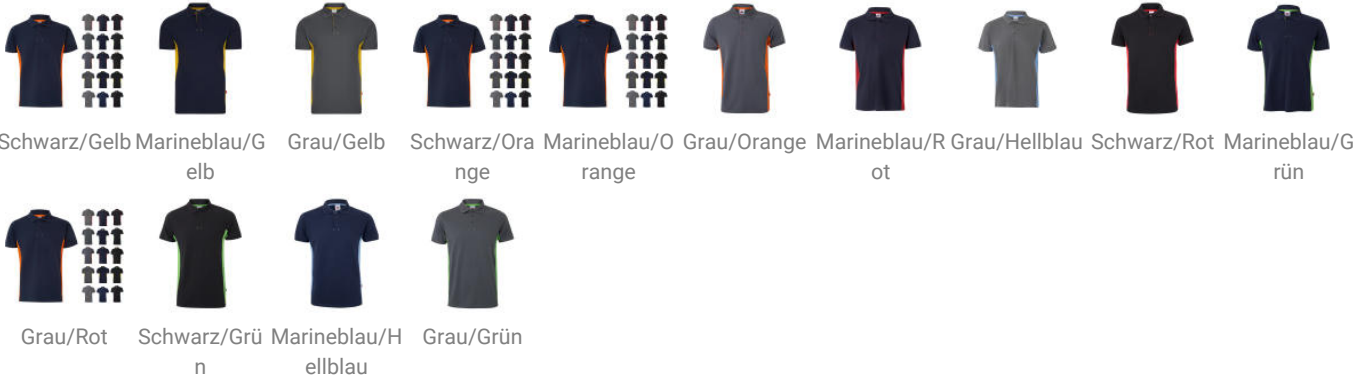 Schwarz/Gelb Marineblau/G Grau/Gelb Schwarz/Ora Marineblau/O Grau/Orange Marineblau/R Grau/Hellblau Schwarz/Rot Marineblau/G
elb nge range ot rün
Grau/Rot Schwarz/Grü Marineblau/H Grau/Grün
n ellblau